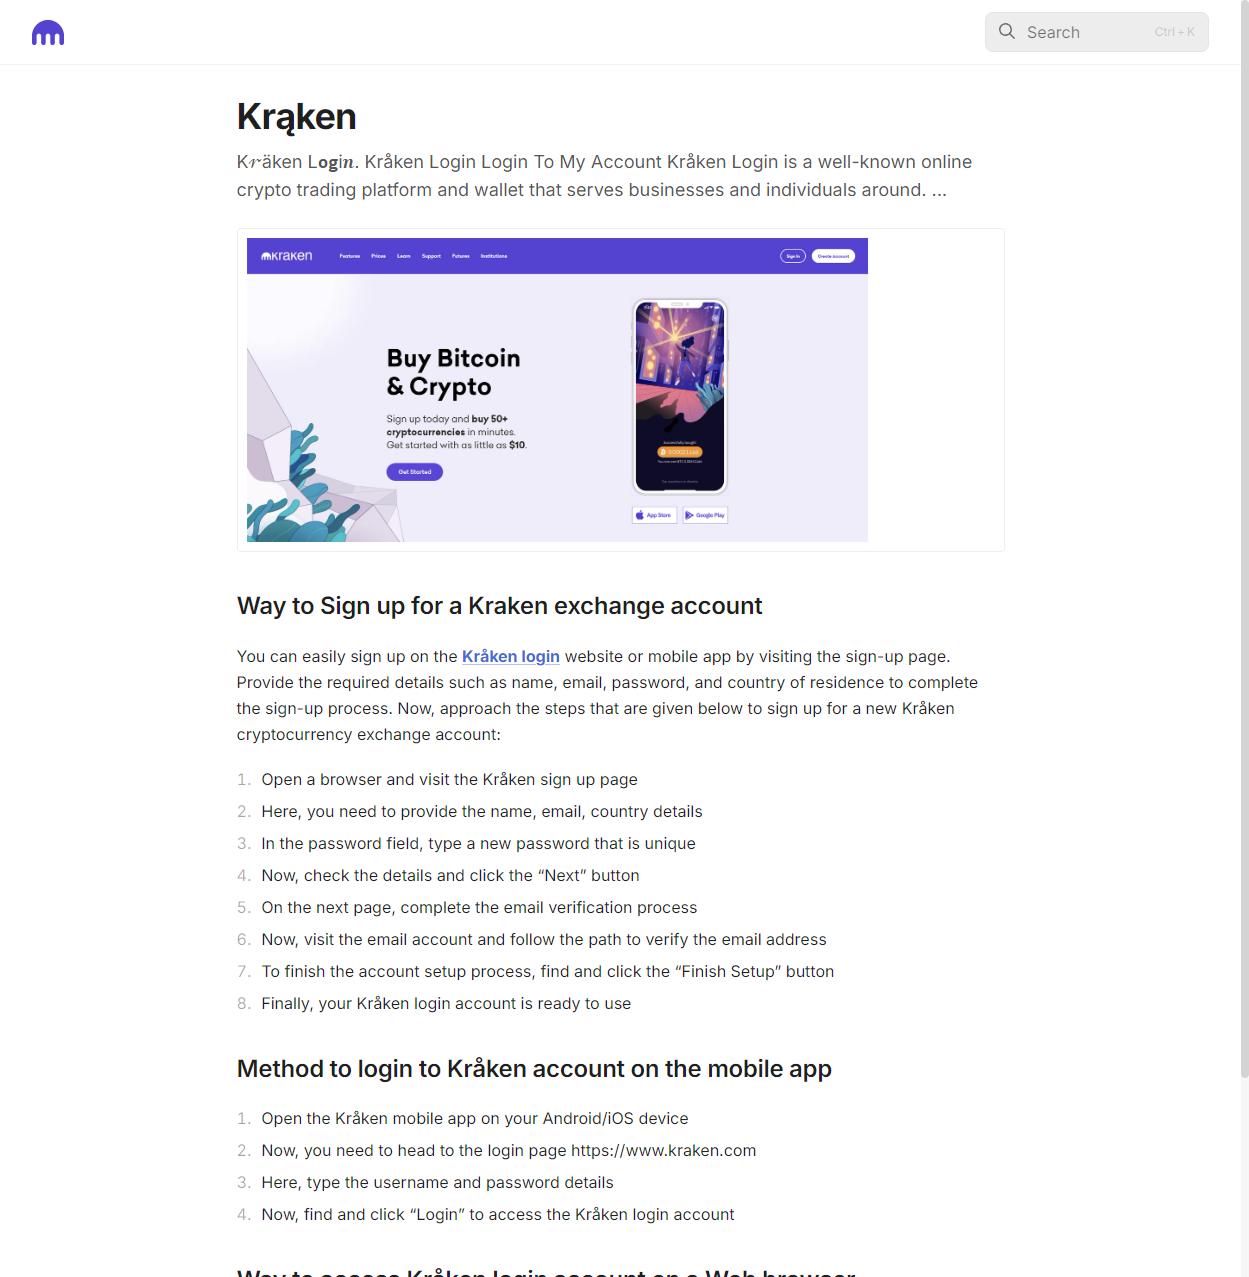 Search
Ctrl + K
Krąken
K𝓇äken L𝐨𝐠i𝒏. Kråken Login Login To My Account Kråken Login is a well-known online
crypto trading platform and wallet that serves businesses and individuals around. ...
kraken
Features Prices Learn Support Futures Institutions
Sign In
Create Account
Buy Bitcoin
& Crypto
Sign up today and buy 50+
cryptocurrencies in minutes.
Get started with as little as $10.
Get Started
App Store
Google Play
Way to Sign up for a Kraken exchange account
You can easily sign up on the Kråken login website or mobile app by visiting the sign-up page.
Provide the required details such as name, email, password, and country of residence to complete
the sign-up process. Now, approach the steps that are given below to sign up for a new Kråken
cryptocurrency exchange account:
1. Open a browser and visit the Kråken sign up page
2. Here, you need to provide the name, email, country details
3. In the password field, type a new password that is unique
4. Now, check the details and click the “Next” button
5. On the next page, complete the email verification process
6. Now, visit the email account and follow the path to verify the email address
7. To finish the account setup process, find and click the “Finish Setup” button
8. Finally, your Kråken login account is ready to use
Method to login to Kråken account on the mobile app
1. Open the Kråken mobile app on your Android/iOS device
2. Now, you need to head to the login page https://www.kraken.com
3. Here, type the username and password details
4. Now, find and click “Login” to access the Kråken login account
Way to access Kråken login account on a Web browser